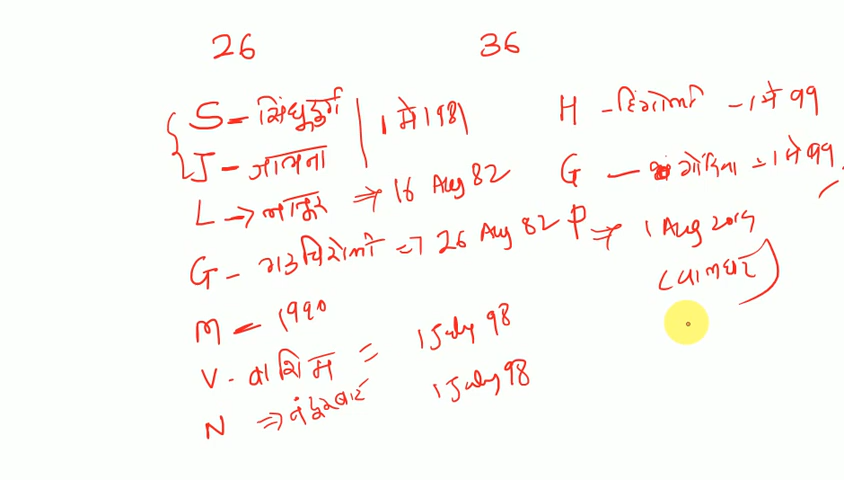 26 36
S - सिंधुदुर्ग 1 मे 1981
J - जालना
L → लातूर ⇒ 16 Aug 82
G - गडचिरोली ⇒ 26 Aug 82
M = 1990
V - वाशिम = 1 July 98
N ⇒ नंदुरबार 1 July 98
H - हिंगोली - 1 मे 99
G - गोंदिया = 1 मे 99
P ⇒ 1 Aug 2014
(पालघर)